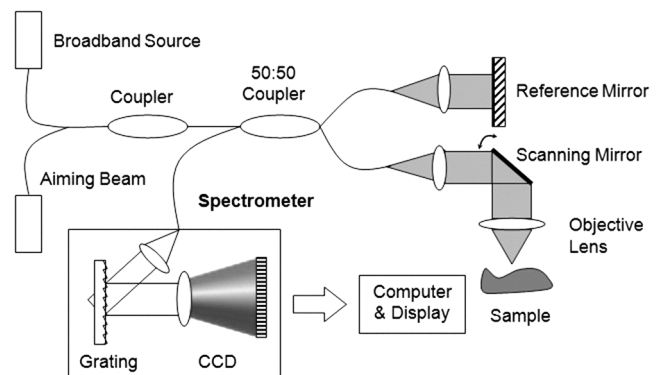 Broadband Source
Coupler
50:50
Coupler
Reference Mirror
Scanning Mirror
Aiming Beam
Spectrometer
Objective
Lens
Computer
& Display
Sample
Grating
CCD